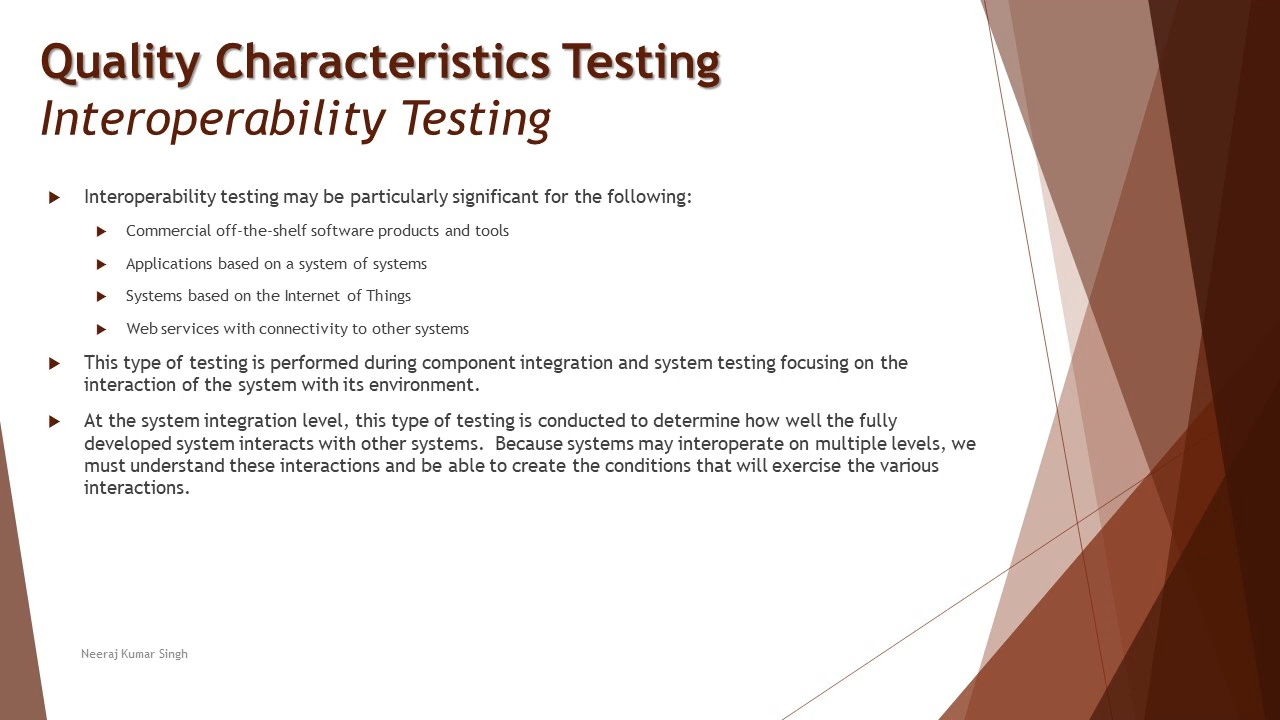 Quality Characteristics Testing
Interoperability Testing
Interoperability testing may be particularly significant for the following:
Commercial off-the-shelf software products and tools
Applications based on a system of systems
Systems based on the Internet of Things
Web services with connectivity to other systems
This type of testing is performed during component integration and system testing focusing on the
interaction of the system with its environment.
At the system integration level, this type of testing is conducted to determine how well the fully
developed system interacts with other systems.  Because systems may interoperate on multiple levels, we
must understand these interactions and be able to create the conditions that will exercise the various
interactions.
Neeraj Kumar Singh